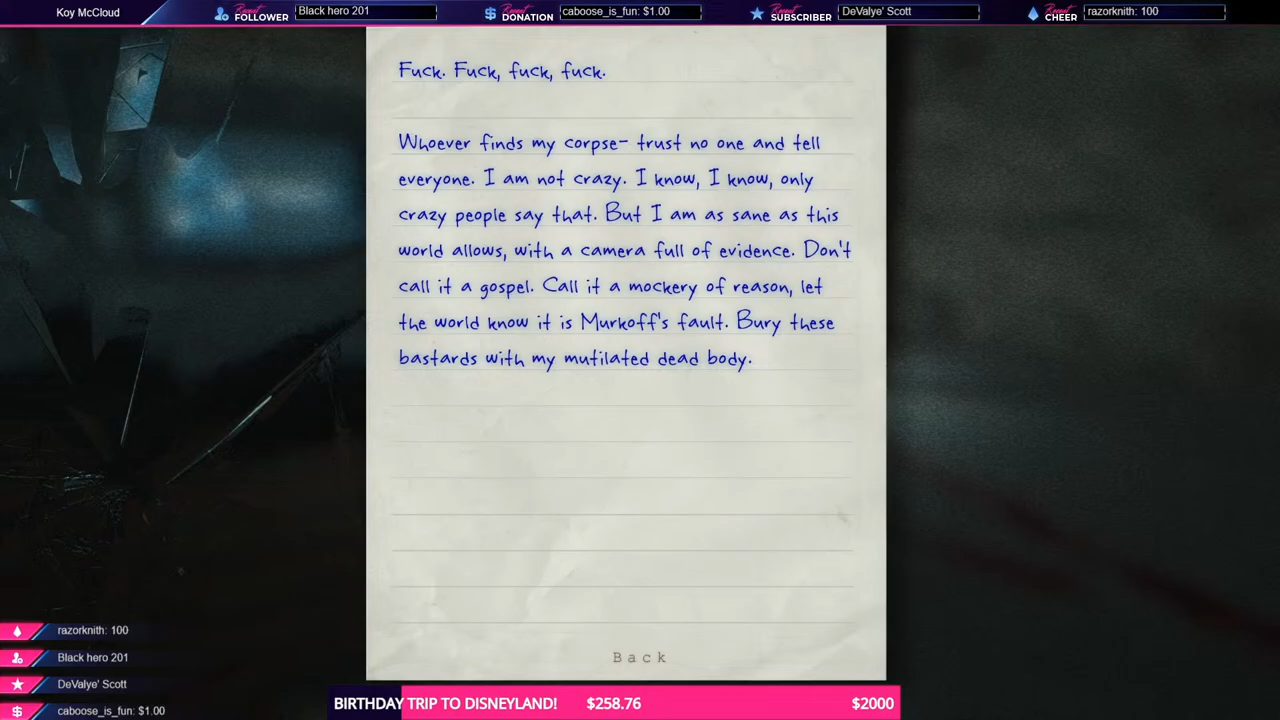 Koy McCloud
Recent FOLLOWER
Black hero 201
Recent DONATION
caboose_is_fun: $1.00
Recent SUBSCRIBER
DeValye' Scott
Recent CHEER
razorknith: 100
Fuck. Fuck, fuck, fuck.
Whoever finds my corpse- trust no one and tell
everyone. I am not crazy. I know, I know, only
crazy people say that. But I am as sane as this
world allows, with a camera full of evidence. Don't
call it a gospel. Call it a mockery of reason, let
the world know it is Murkoff's fault. Bury these
bastards with my mutilated dead body.
Back
razorknith: 100
Black hero 201
DeValye' Scott
caboose_is_fun: $1.00
BIRTHDAY TRIP TO DISNEYLAND! $258.76 $2000